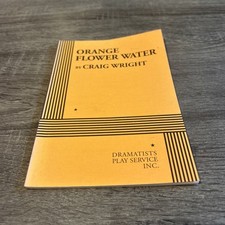 ORANGE
FLOWER WATER
BY CRAIG WRIGHT
DRAMATISTS
PLAY SERVICE
INC.